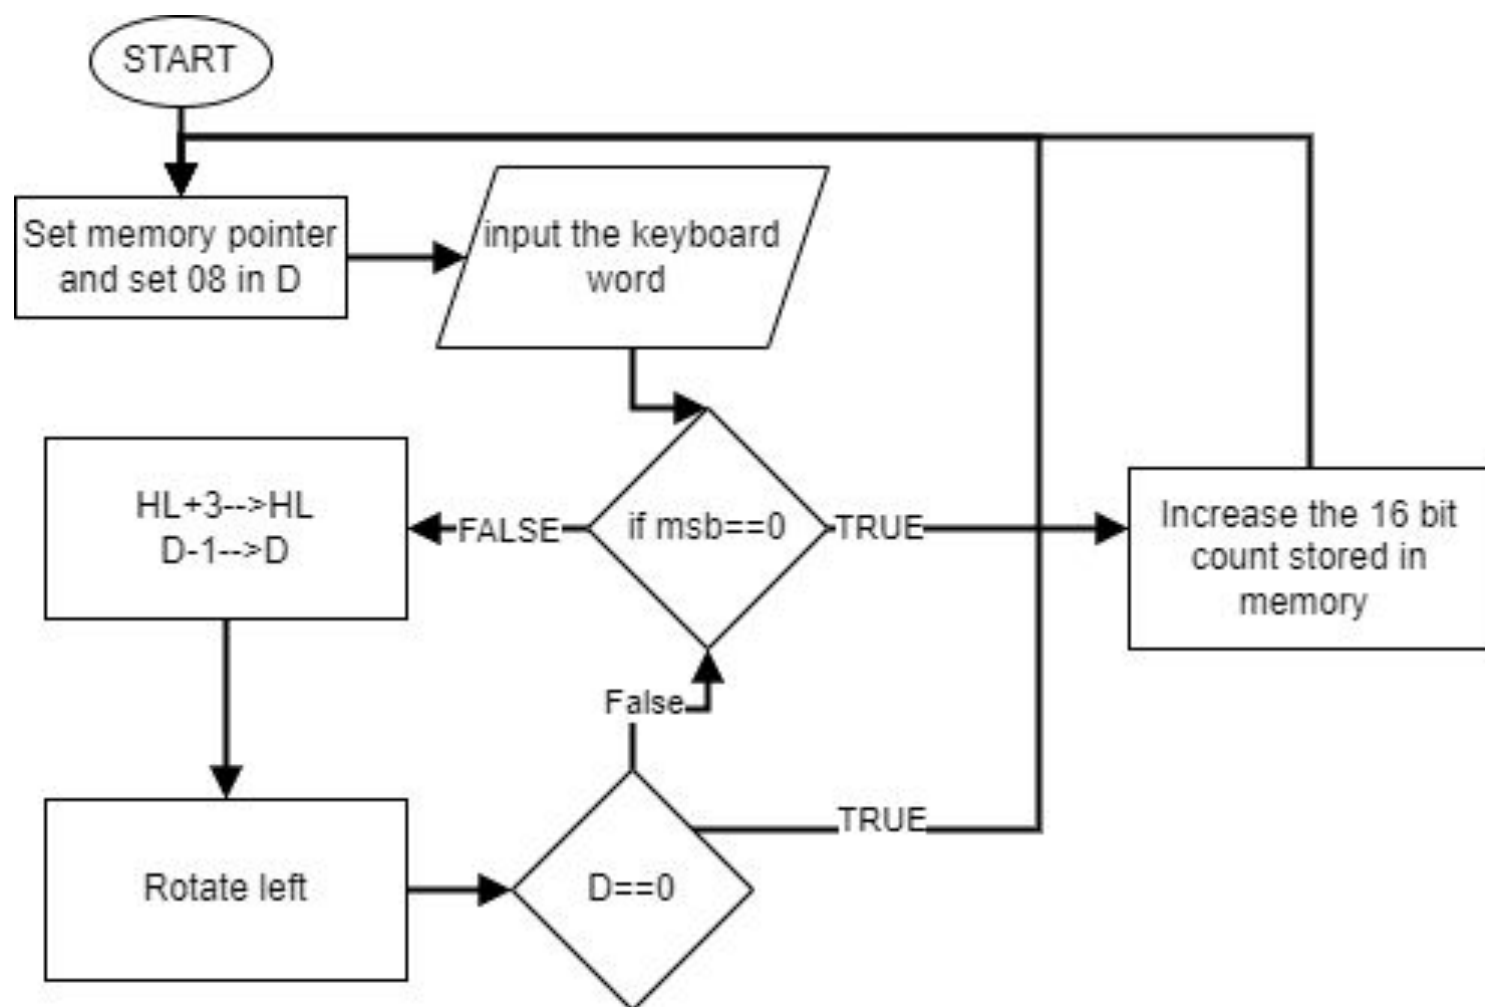 START
Set memory pointer
and set 08 in D
input the keyboard
word
if msb==0
TRUE
FALSE
HL+3-->HL
D-1-->D
Increase the 16 bit
count stored in
memory
Rotate left
D==0
False
TRUE